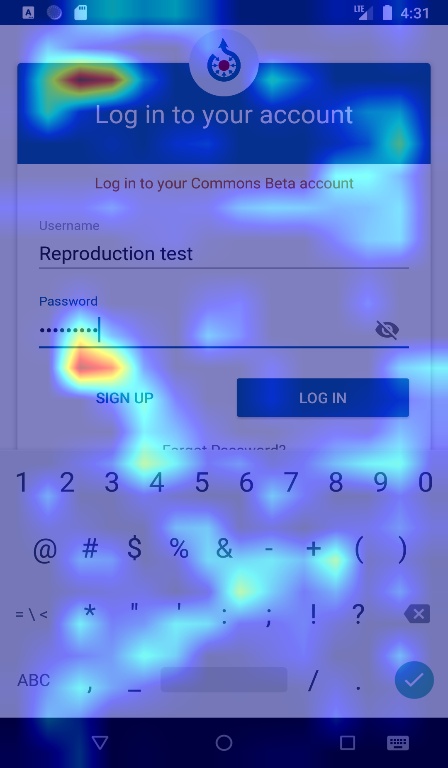 A LTE 4:31
Log in to your account
Log in to your Commons Beta account
Username
Reproduction test
Password
•••••••••
SIGN UP LOG IN
Forgot Password?
1 2 3 4 5 6 7 8 9 0
@ # $ % & - + ( )
= \ < * " ' : ; ! ?
ABC , _ / .